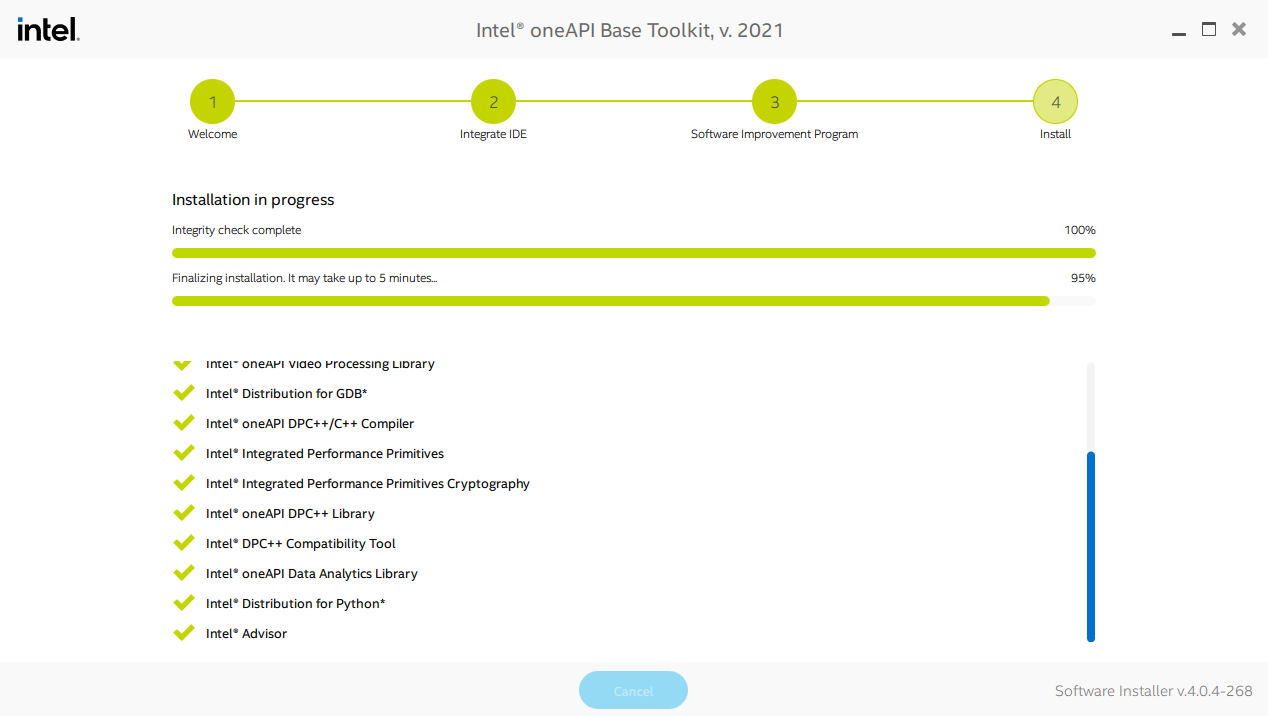 intel.
Intel® oneAPI Base Toolkit, v. 2021
1
2
3
4
Welcome
Integrate IDE
Software Improvement Program
Install
Installation in progress
Integrity check complete 100%
Finalizing installation. It may take up to 5 minutes... 95%
Intel® oneAPI Video Processing Library
Intel® Distribution for GDB*
Intel® oneAPI DPC++/C++ Compiler
Intel® Integrated Performance Primitives
Intel® Integrated Performance Primitives Cryptography
Intel® oneAPI DPC++ Library
Intel® DPC++ Compatibility Tool
Intel® oneAPI Data Analytics Library
Intel® Distribution for Python*
Intel® Advisor
Cancel
Software Installer v.4.0.4-268